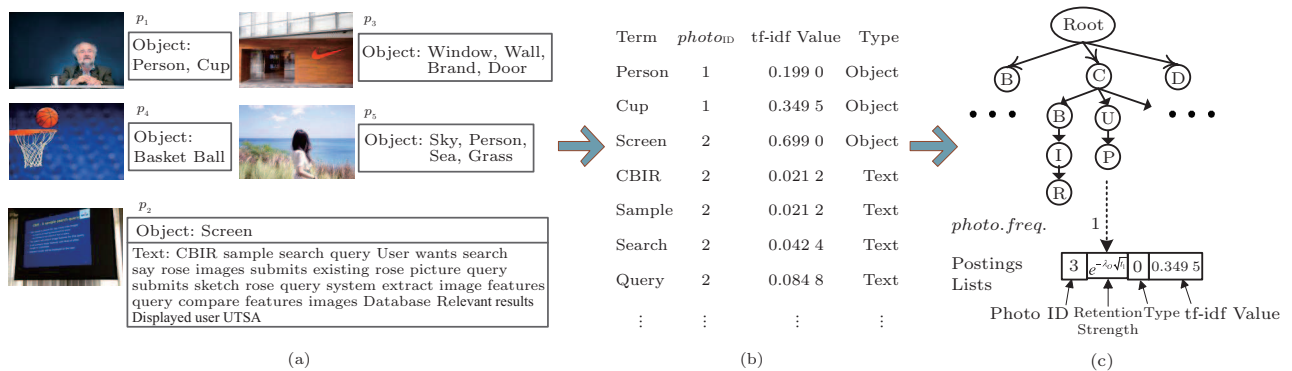 p1
Object:
Person, Cup
p3
Object: Window, Wall,
Brand, Door
p4
Object:
Basket Ball
p5
Object: Sky, Person,
Sea, Grass
p2
Object: Screen
Text: CBIR sample search query User wants search
say rose images submits existing rose picture query
submits sketch rose query system extract image features
query compare features images Database Relevant results
Displayed user UTSA
(a)
Term photoID tf-idf Value Type
Person 1 0.199 0 Object
Cup 1 0.349 5 Object
Screen 2 0.699 0 Object
CBIR 2 0.021 2 Text
Sample 2 0.021 2 Text
Search 2 0.042 4 Text
Query 2 0.084 8 Text
⋮ ⋮ ⋮ ⋮
(b)
Root
B C D
• • • B U • • •
I P
R
photo.freq. 1
Postings
Lists
3 e^{-λ_O√t_1} 0 0.349 5
Photo ID Retention Strength Type tf-idf Value
(c)